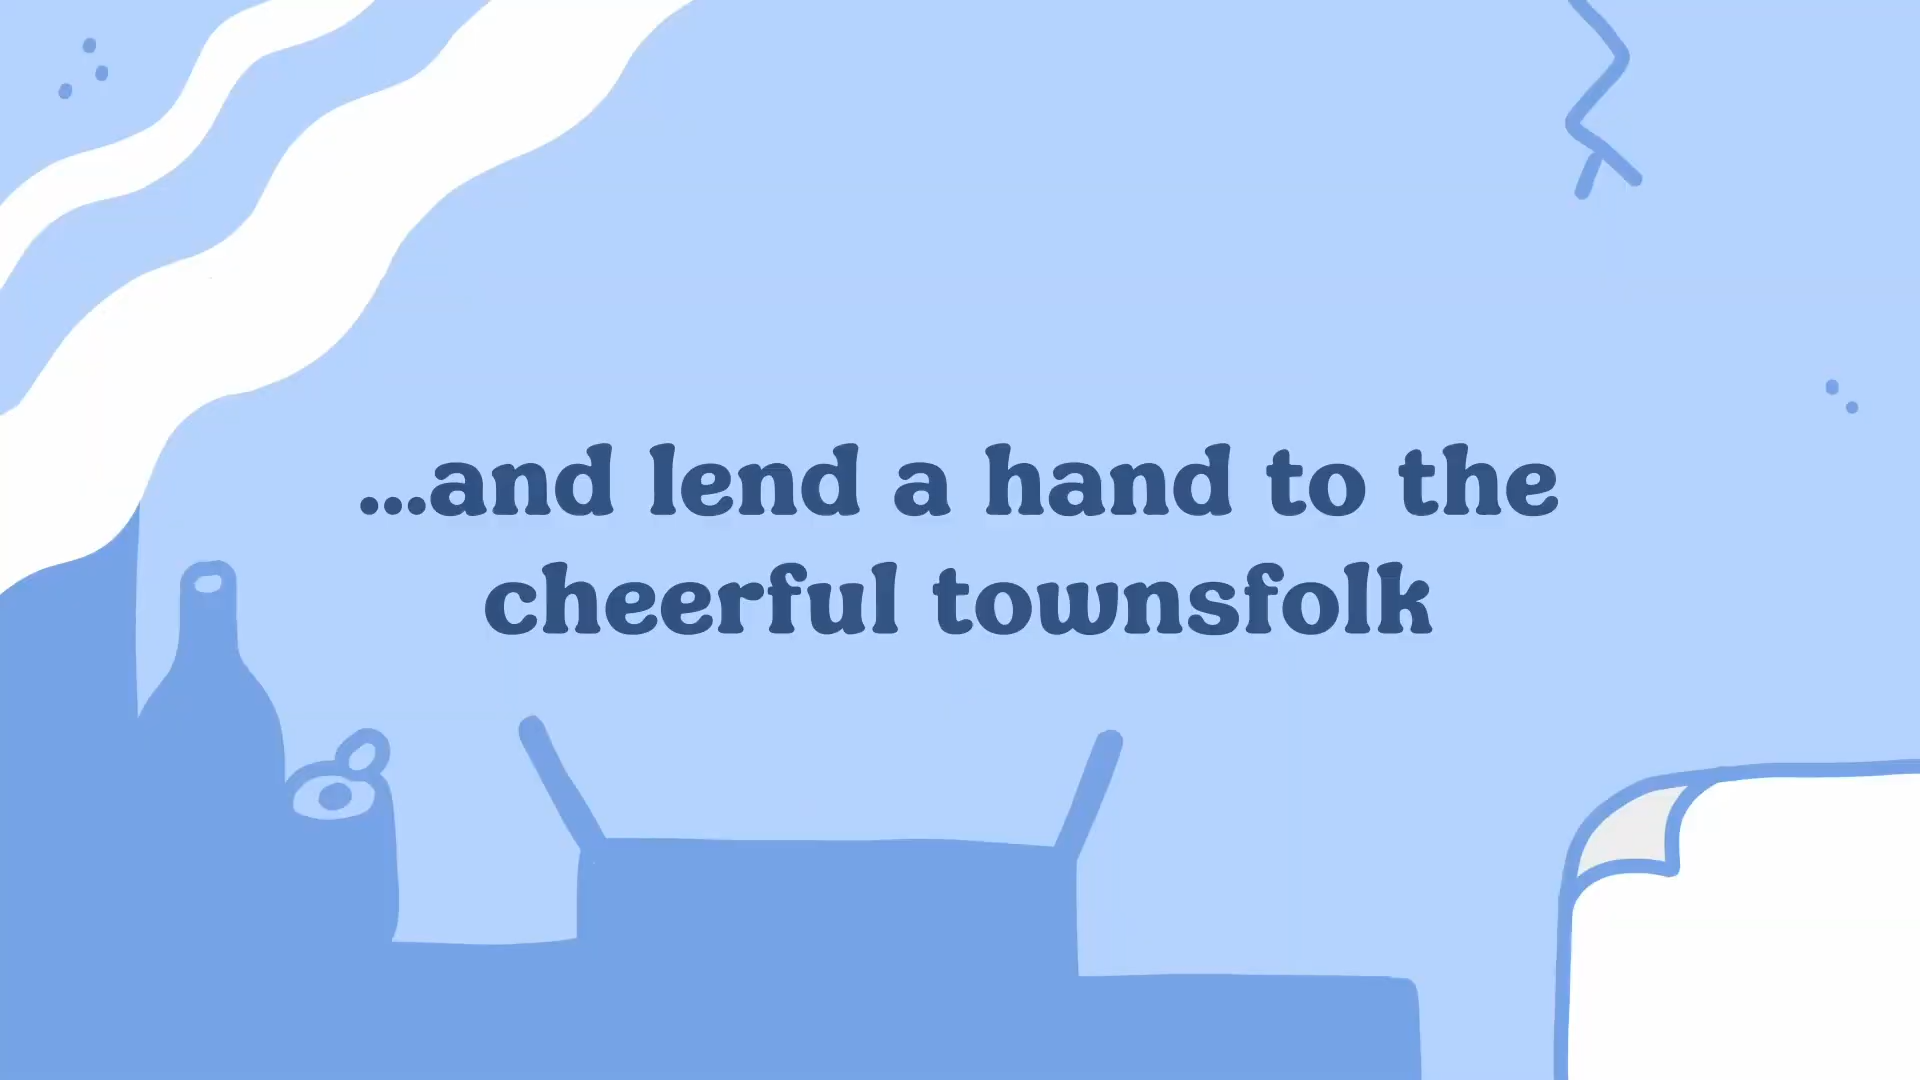 ...and lend a hand to the
cheerful townsfolk